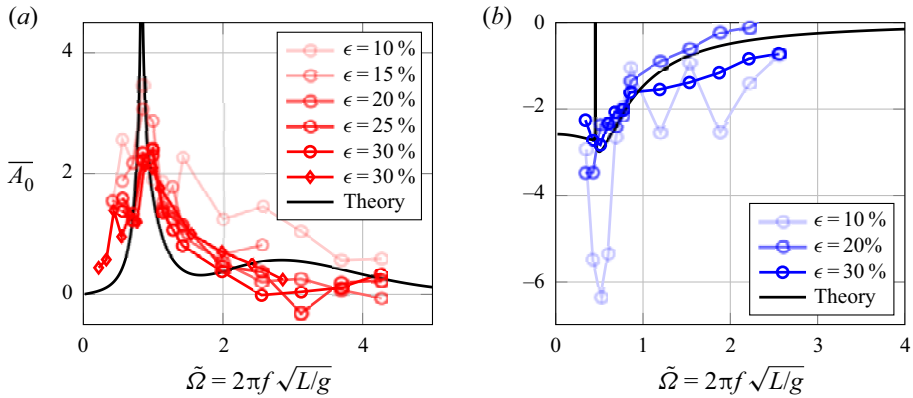 (a)
4
2
0
A̅₀
ϵ = 10 %
ϵ = 15 %
ϵ = 20 %
ϵ = 25 %
ϵ = 30 %
ϵ = 30 %
Theory
0 2 4
Ω̃ = 2πf√L/g
(b)
0
−2
−4
−6
ϵ = 10 %
ϵ = 20%
ϵ = 30 %
Theory
0 1 2 3 4
Ω̃ = 2πf√L/g